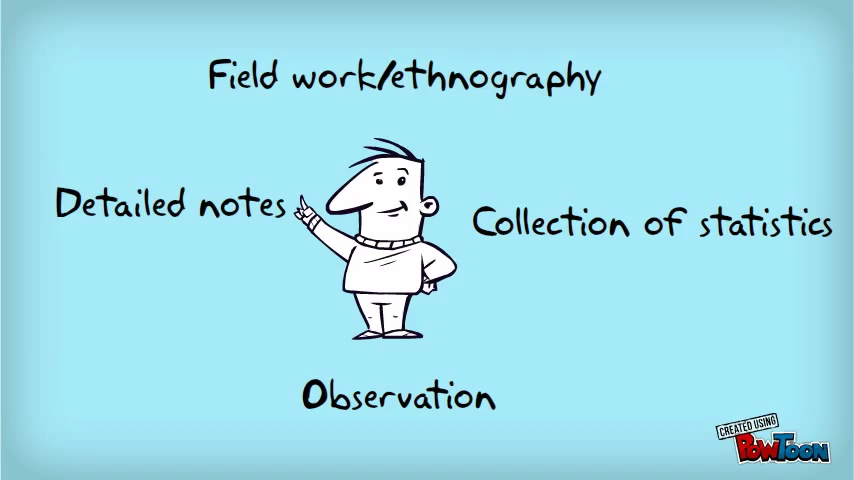 Field work/ethnography
Detailed notes
Collection of statistics
Observation
CREATED USING
POWTOON